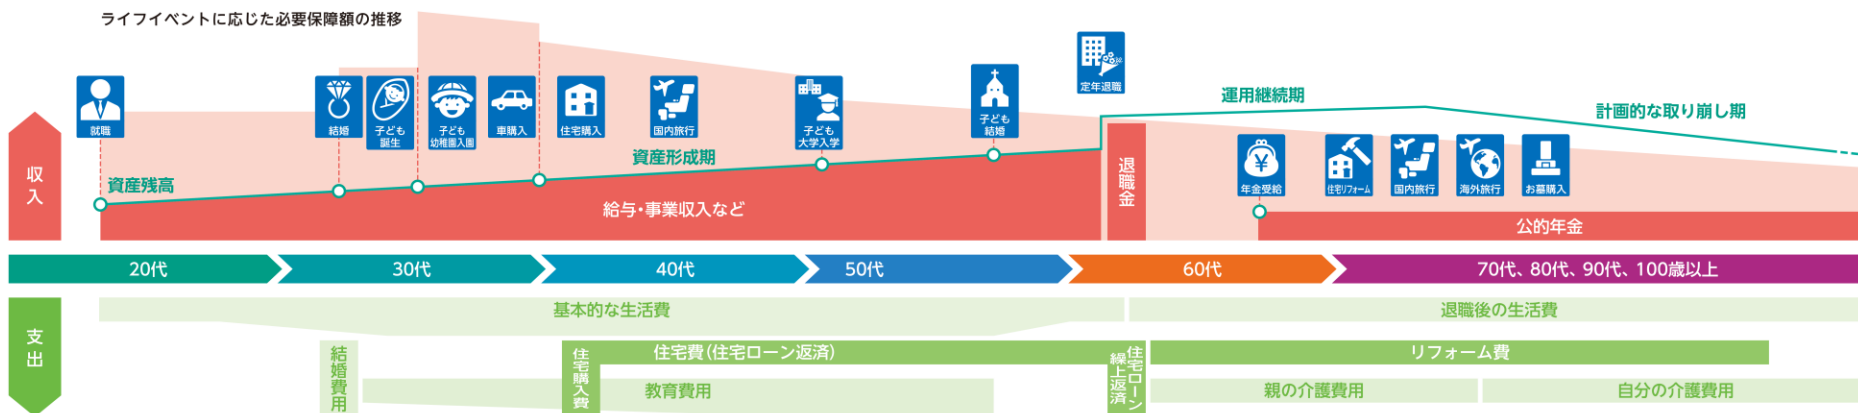 ライフイベントに応じた必要保障額の推移
就職
結婚
子ども
誕生
子ども
幼稚園入園
車購入
住宅購入
国内旅行
子ども
大学入学
子ども
結婚
定年退職
運用継続期
計画的な取り崩し期
収入
資産残高
資産形成期
給与・事業収入など
退職金
年金受給
住宅リフォーム
国内旅行
海外旅行
お墓購入
公的年金
20代
30代
40代
50代
60代
70代、80代、90代、100歳以上
支出
基本的な生活費
退職後の生活費
結婚費用
住宅購入費
住宅費(住宅ローン返済)
住宅ローン
繰上返済
リフォーム費
教育費用
親の介護費用
自分の介護費用